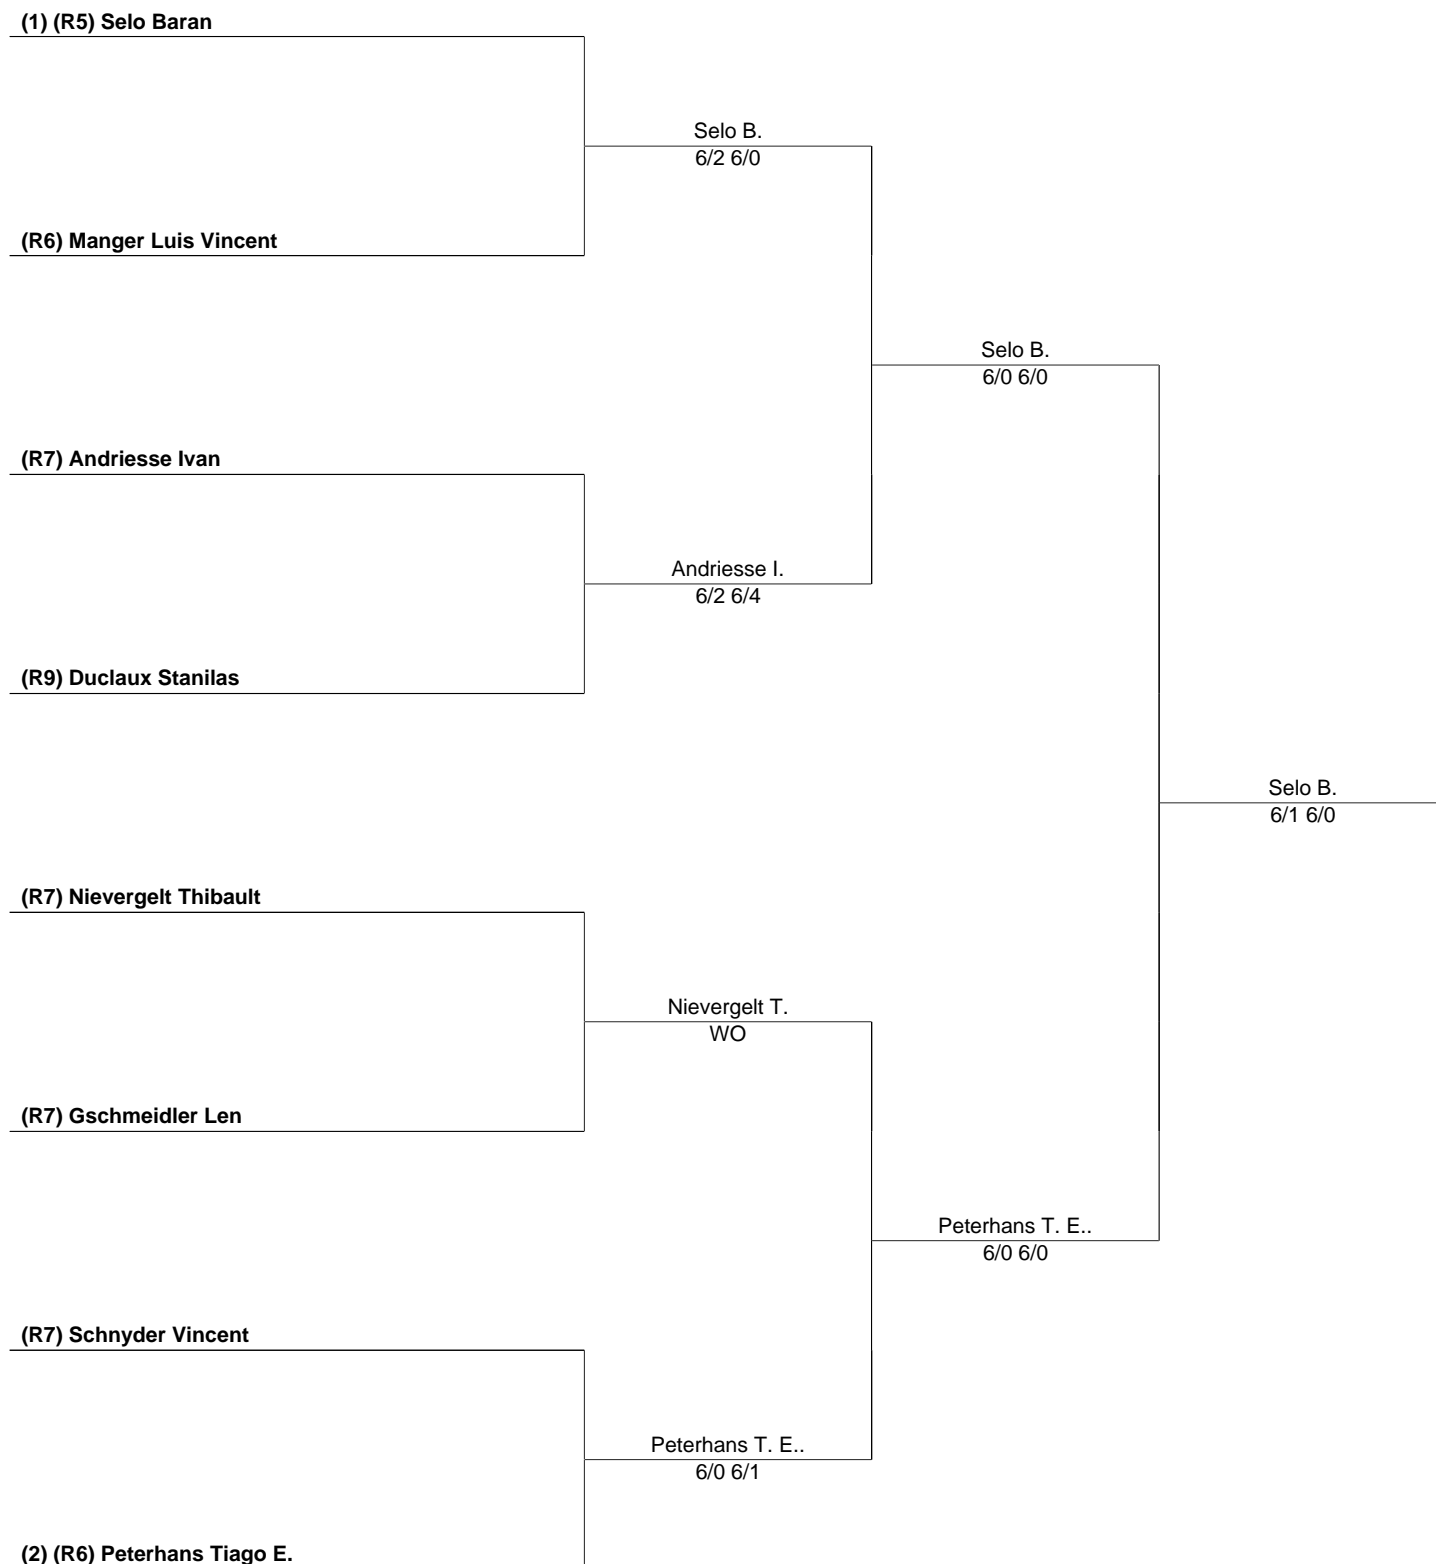 (1) (R5) Selo Baran
Selo B.
6/2 6/0
(R6) Manger Luis Vincent
Selo B.
6/0 6/0
(R7) Andriesse Ivan
Andriesse I.
6/2 6/4
(R9) Duclaux Stanilas
Selo B.
6/1 6/0
(R7) Nievergelt Thibault
Nievergelt T.
WO
(R7) Gschmeidler Len
Peterhans T. E..
6/0 6/0
(R7) Schnyder Vincent
Peterhans T. E..
6/0 6/1
(2) (R6) Peterhans Tiago E.